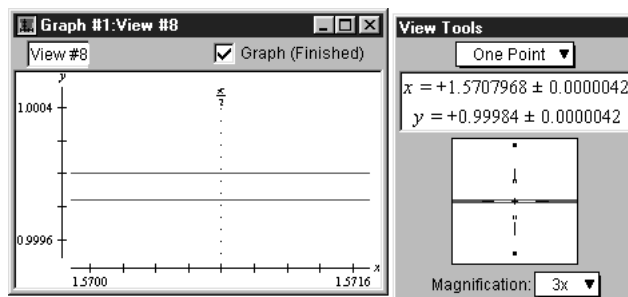 Graph #1:View #8
View #8
Graph (Finished)
y
1.0004
π
2
0.9996
1.5700
1.5716
x
View Tools
One Point
x = +1.5707968 ± 0.0000042
y = +0.99984 ± 0.0000042
Magnification: 3x